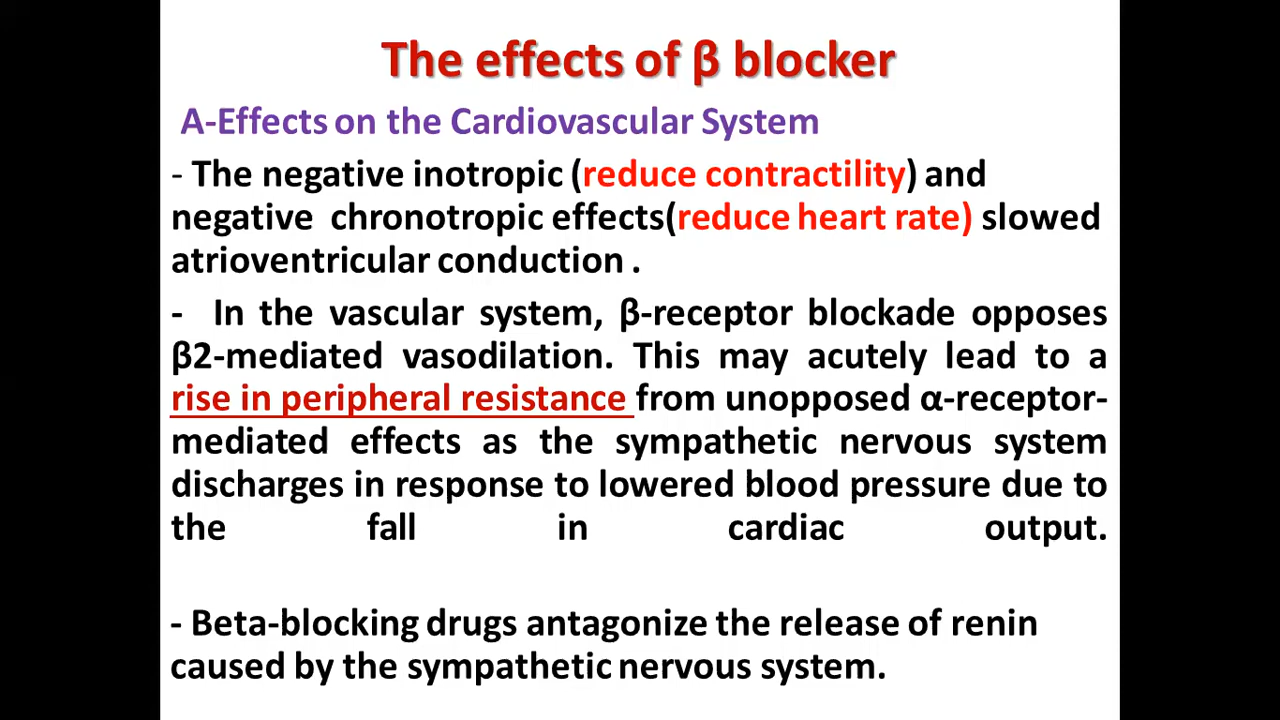 The effects of β blocker
A-Effects on the Cardiovascular System
- The negative inotropic (reduce contractility) and
negative chronotropic effects(reduce heart rate) slowed
atrioventricular conduction .
- In the vascular system, β-receptor blockade opposes
β2-mediated vasodilation. This may acutely lead to a
rise in peripheral resistance from unopposed α-receptor-
mediated effects as the sympathetic nervous system
discharges in response to lowered blood pressure due to
the fall in cardiac output.
- Beta-blocking drugs antagonize the release of renin
caused by the sympathetic nervous system.